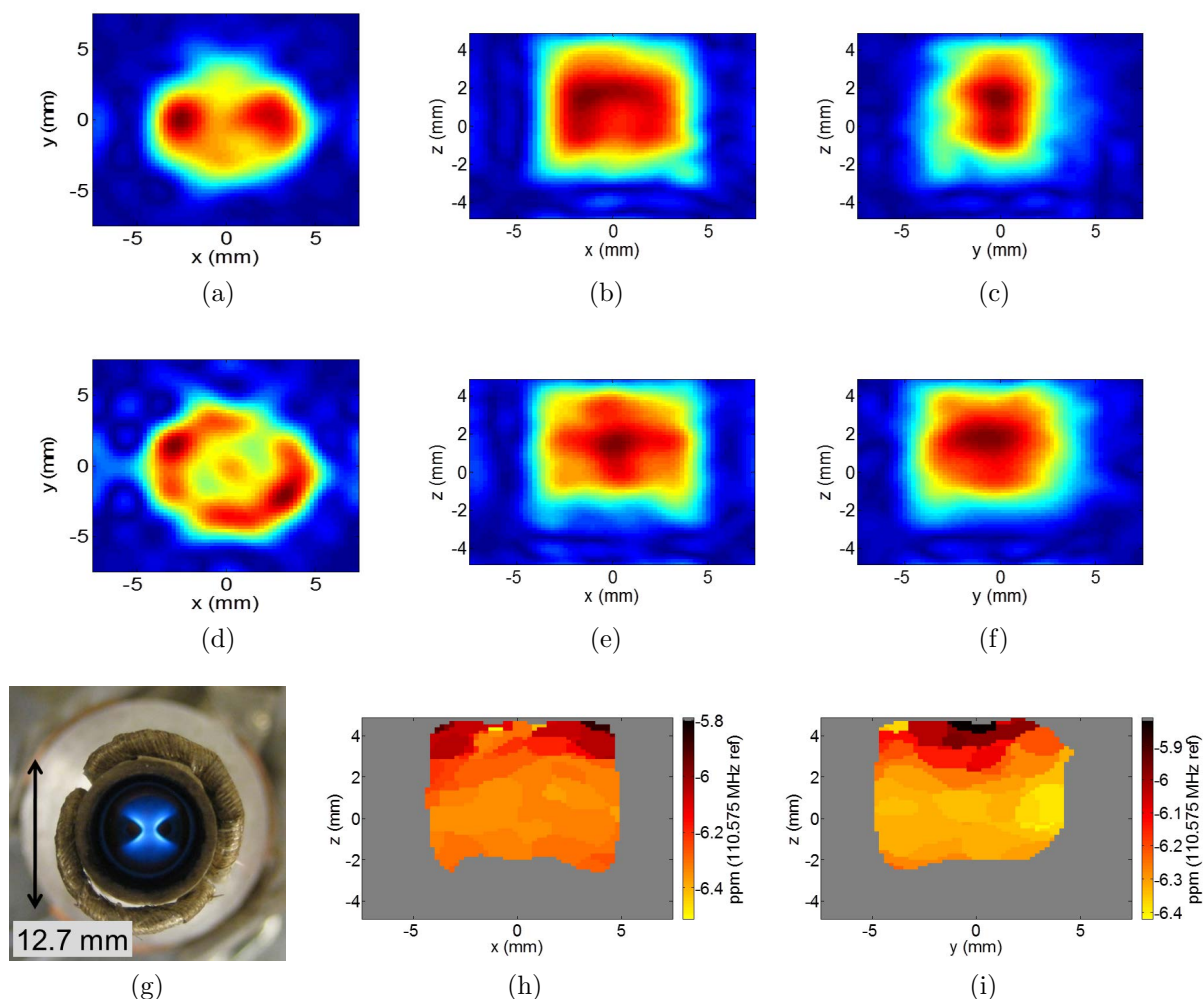 5
0
-5
y (mm)
-5 0 5
x (mm)
(a)
4
2
0
-2
-4
z (mm)
-5 0 5
x (mm)
(b)
4
2
0
-2
-4
z (mm)
-5 0 5
y (mm)
(c)
5
0
-5
y (mm)
-5 0 5
x (mm)
(d)
4
2
0
-2
-4
z (mm)
-5 0 5
x (mm)
(e)
4
2
0
-2
-4
z (mm)
-5 0 5
y (mm)
(f)
12.7 mm
(g)
4
2
0
-2
-4
z (mm)
-5 0 5
x (mm)
-5.8
-6
-6.2
-6.4
ppm (110.575 MHz ref)
(h)
4
2
0
-2
-4
z (mm)
-5 0 5
y (mm)
-5.9
-6
-6.1
-6.2
-6.3
-6.4
ppm (110.575 MHz ref)
(i)